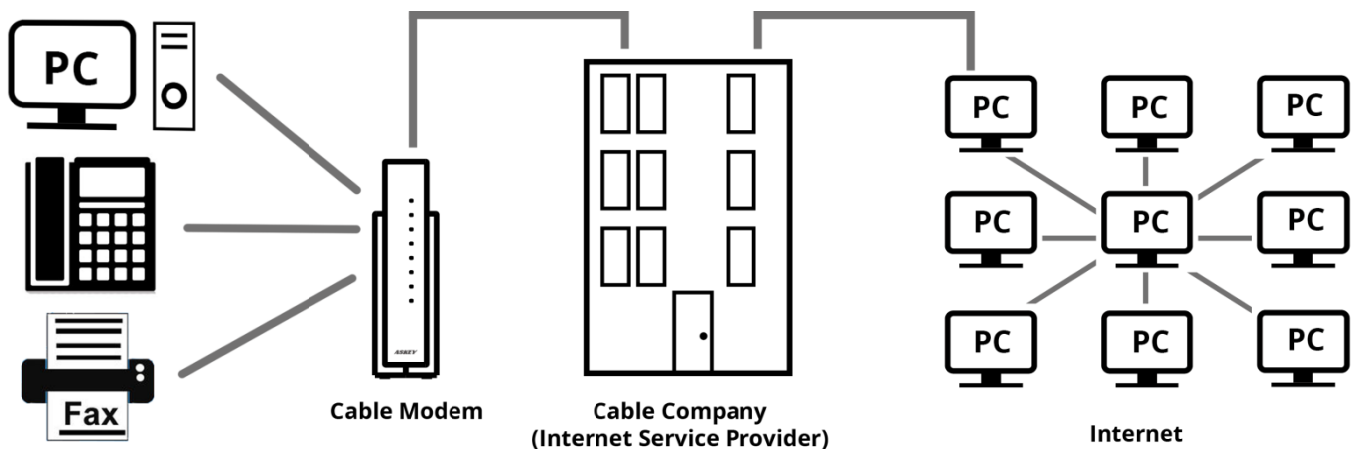 PC
Fax
ASKEY
Cable Modem
Cable Company
(Internet Service Provider)
PC
PC
PC
PC
PC
PC
PC
PC
PC
Internet